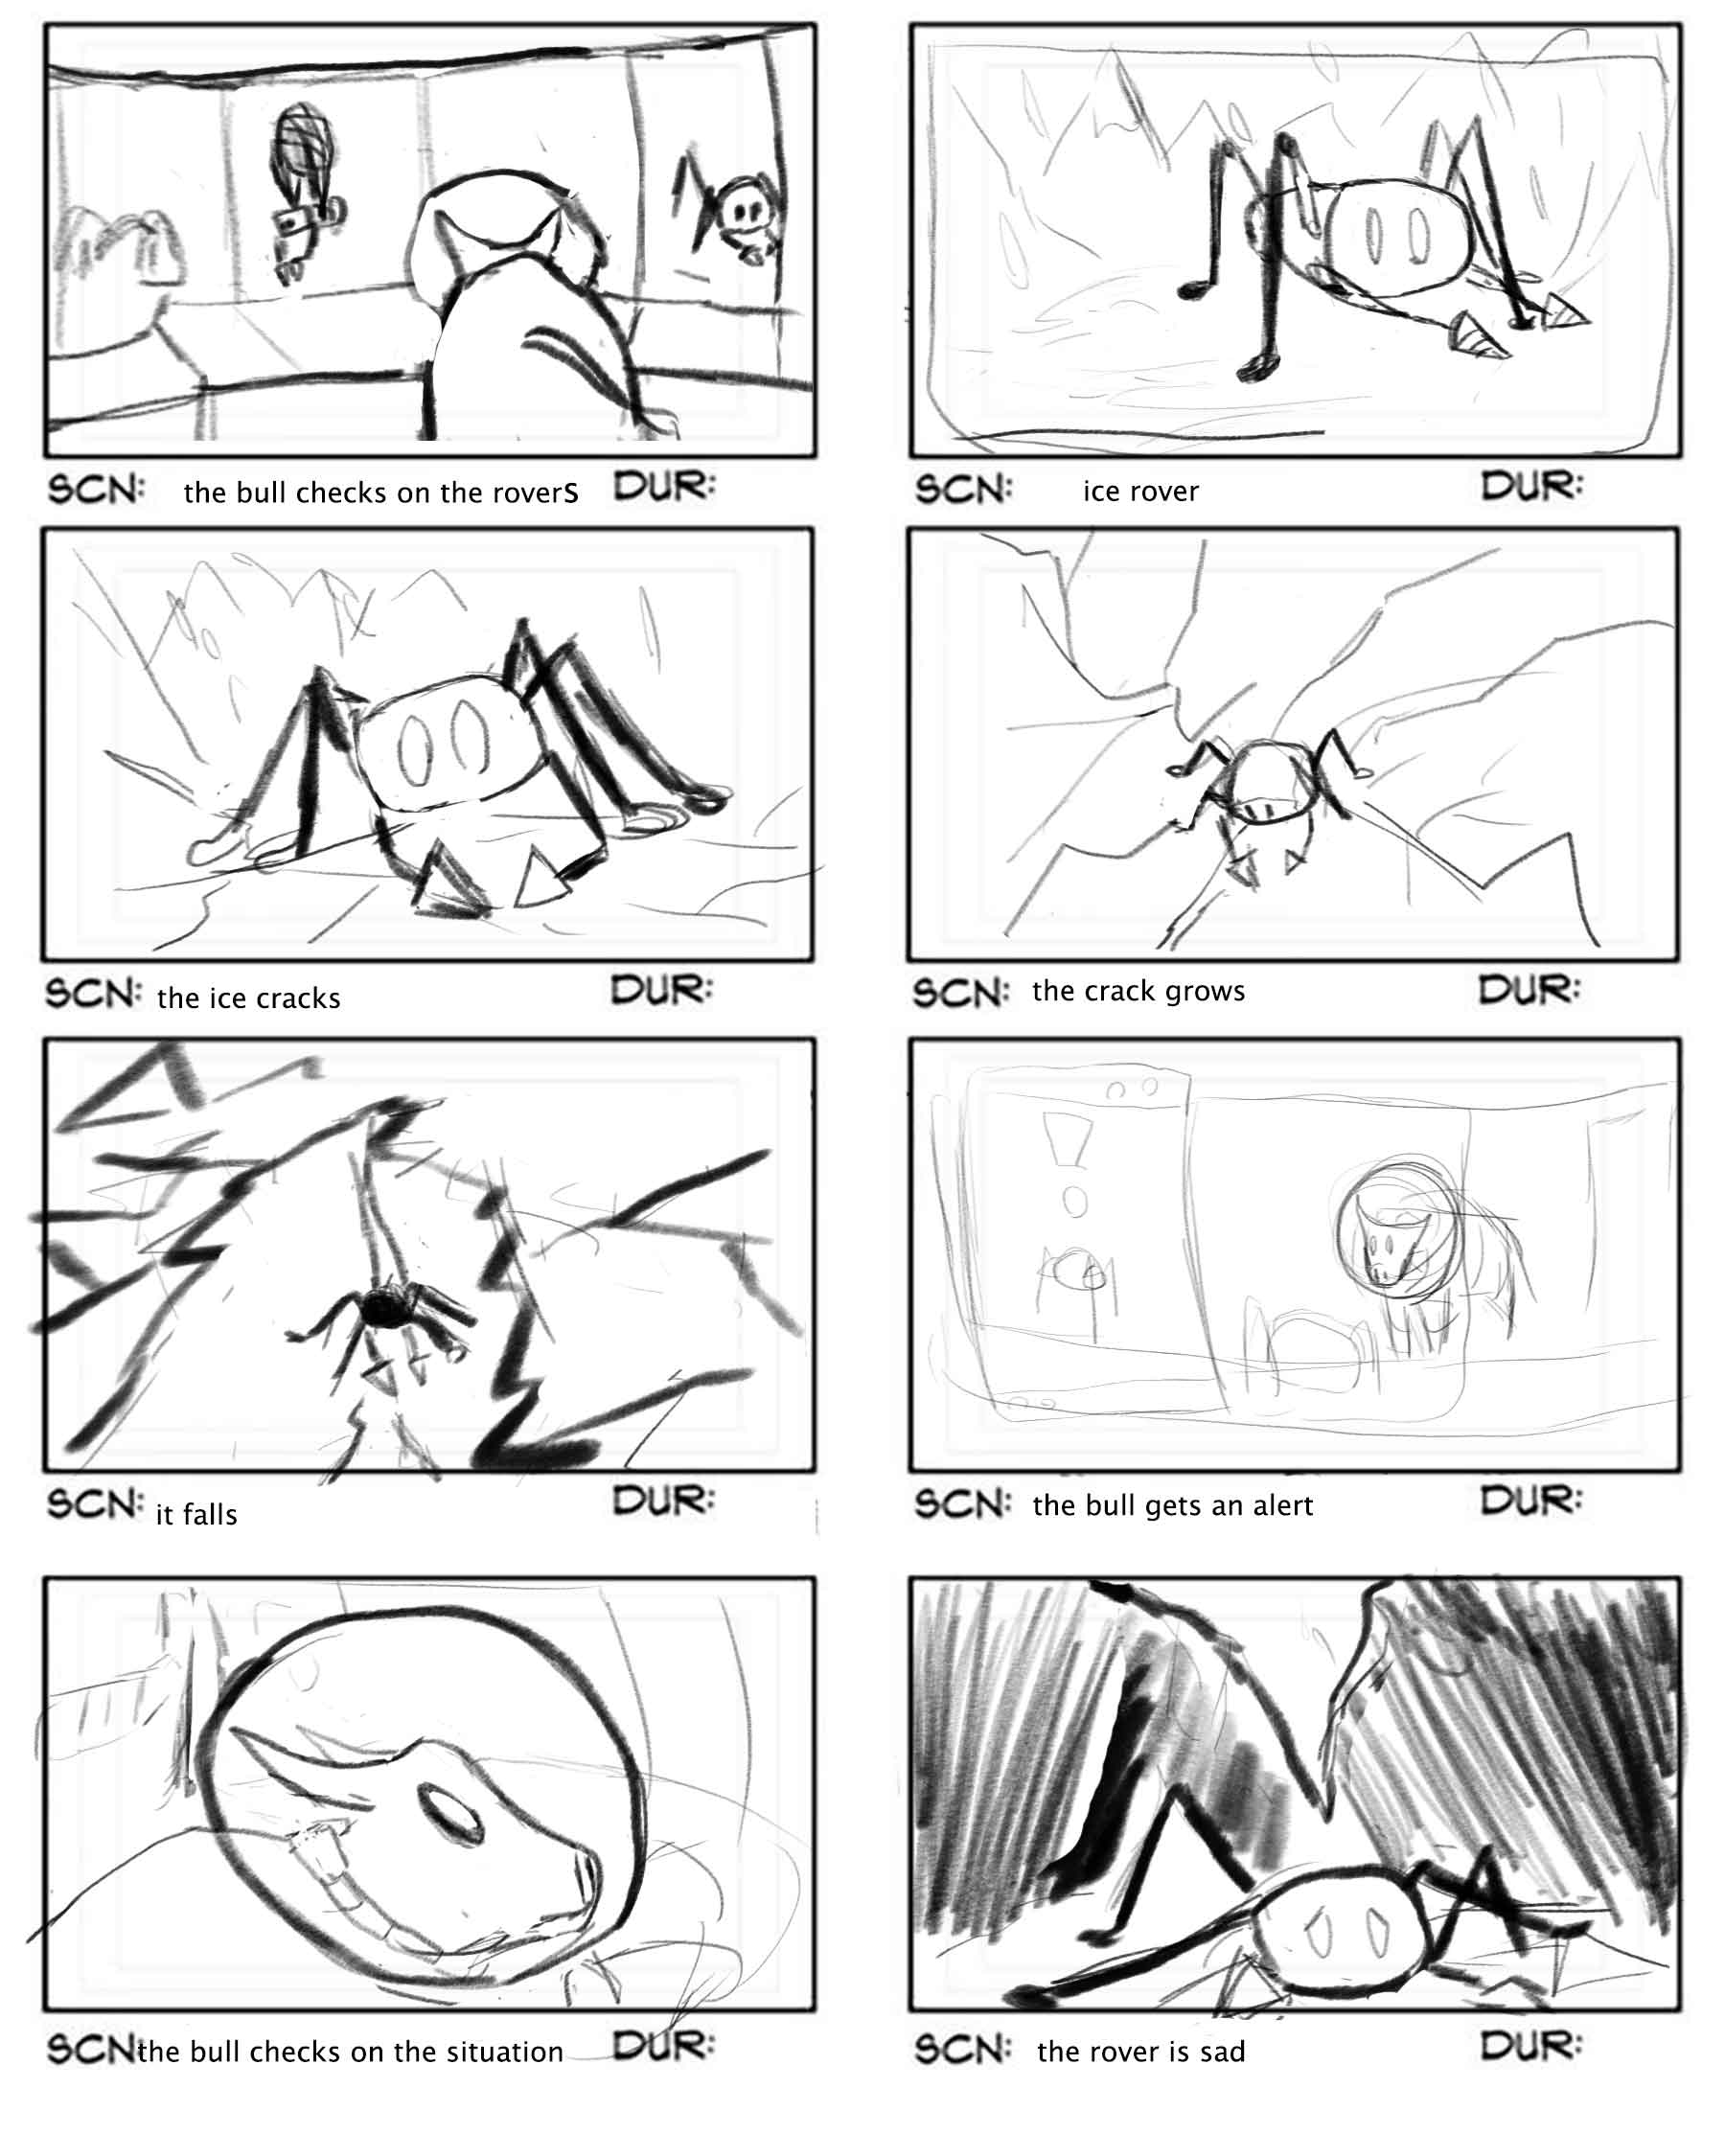 SCN: the bull checks on the rovers DUR:
SCN: ice rover DUR:
SCN: the ice cracks DUR:
SCN: the crack grows DUR:
SCN: it falls DUR:
SCN: the bull gets an alert DUR:
SCN: the bull checks on the situation DUR:
SCN: the rover is sad DUR: